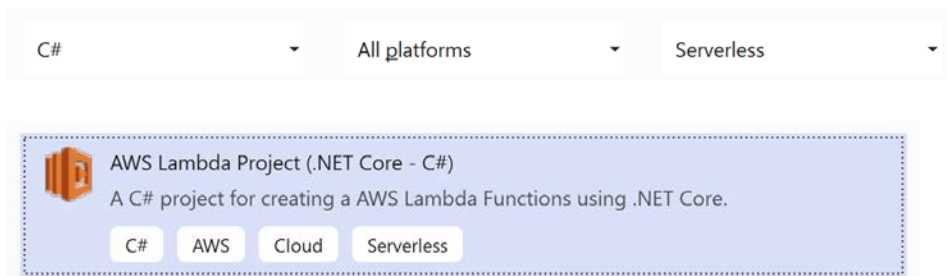 C# All platforms Serverless
AWS Lambda Project (.NET Core - C#)
A C# project for creating a AWS Lambda Functions using .NET Core.
C# AWS Cloud Serverless